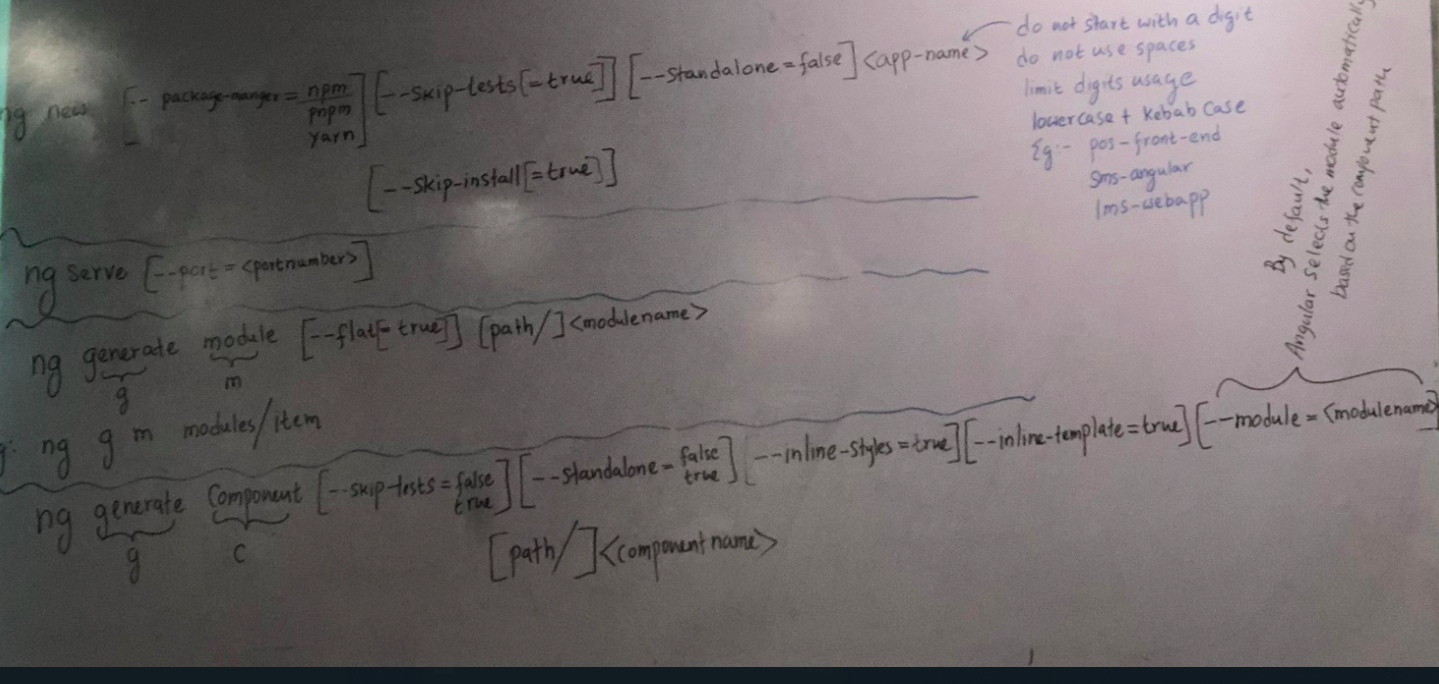 ng new [-- package-manger = npm
pnpm
yarn] [--skip-tests[=true]] [--standalone = false] <app-name>
[--skip-install[=true]]
do not start with a digit
do not use spaces
limit digits usage
lowercase + kebab case
Eg:- pos-front-end
sms-angular
lms-webapp
ng serve [--port = <portnumber>]
ng generate module [--flat[=true]] [path/]<modulename>
g m
ng g m modules/item
By default,
Angular selects the module automatically
based on the component path
ng generate component [--skip-tests = false
true] [--standalone = false
true] [--inline-styles = true] [--inline-template = true] [--module = <modulename>]
g c
[path/]<component name>